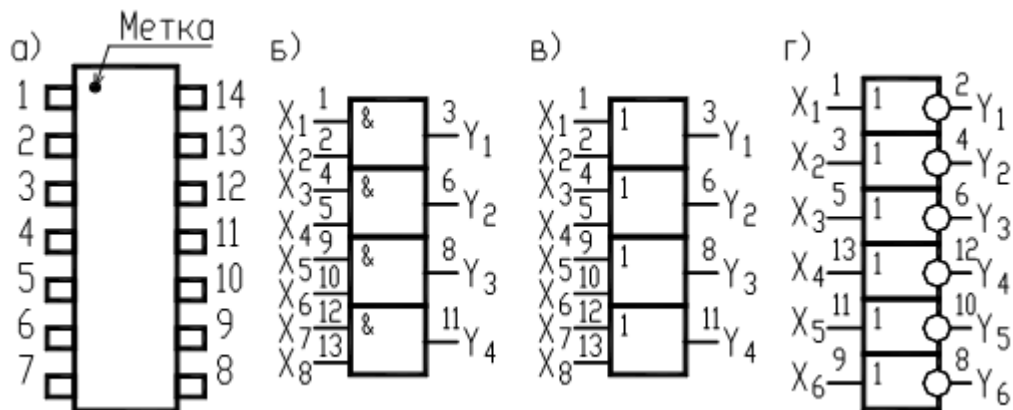 а) Метка
1 14
2 13
3 12
4 11
5 10
6 9
7 8
б)
X1 1 & 3 Y1
X2 2
X3 4 & 6 Y2
X4 5
X5 9 & 8 Y3
X6 10
X7 12 & 11 Y4
X8 13
в)
X1 1 1 3 Y1
X2 2
X3 4 1 6 Y2
X4 5
X5 9 1 8 Y3
X6 10
X7 12 1 11 Y4
X8 13
г)
X1 1 1 2 Y1
X2 3 1 4 Y2
X3 5 1 6 Y3
X4 13 1 12 Y4
X5 11 1 10 Y5
X6 9 1 8 Y6